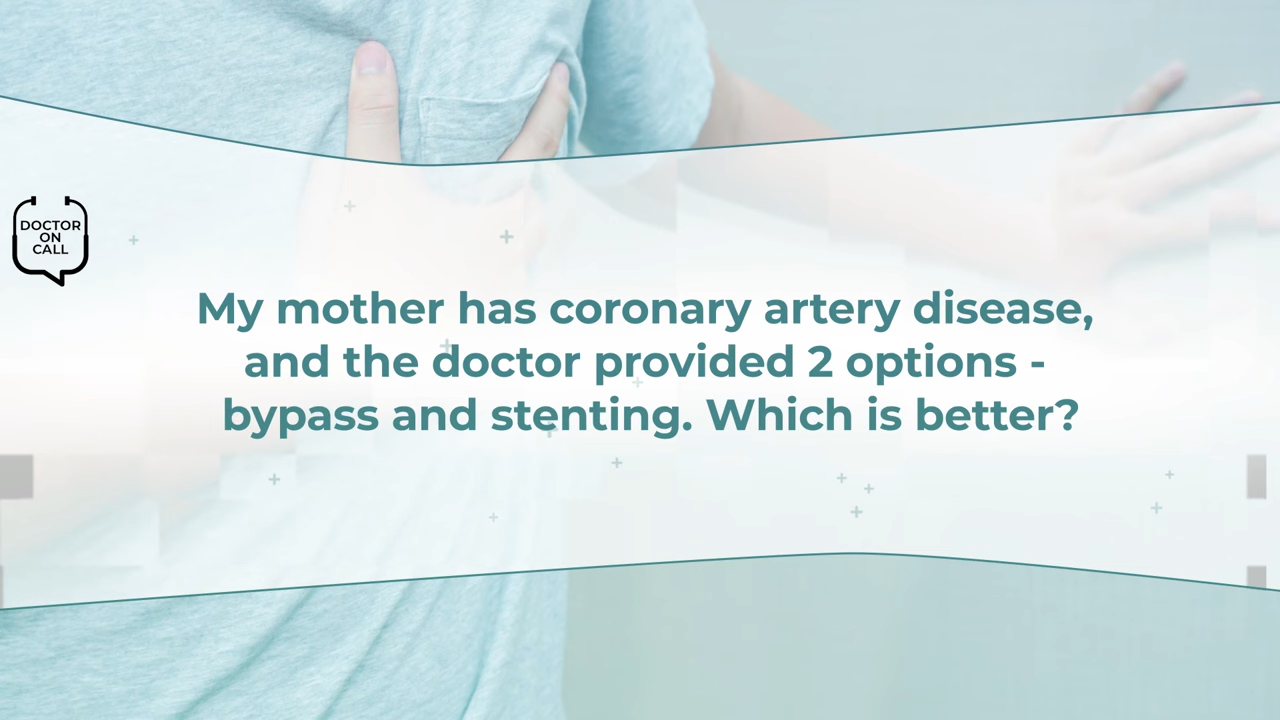 DOCTOR
ON
CALL
My mother has coronary artery disease,
and the doctor provided 2 options -
bypass and stenting. Which is better?